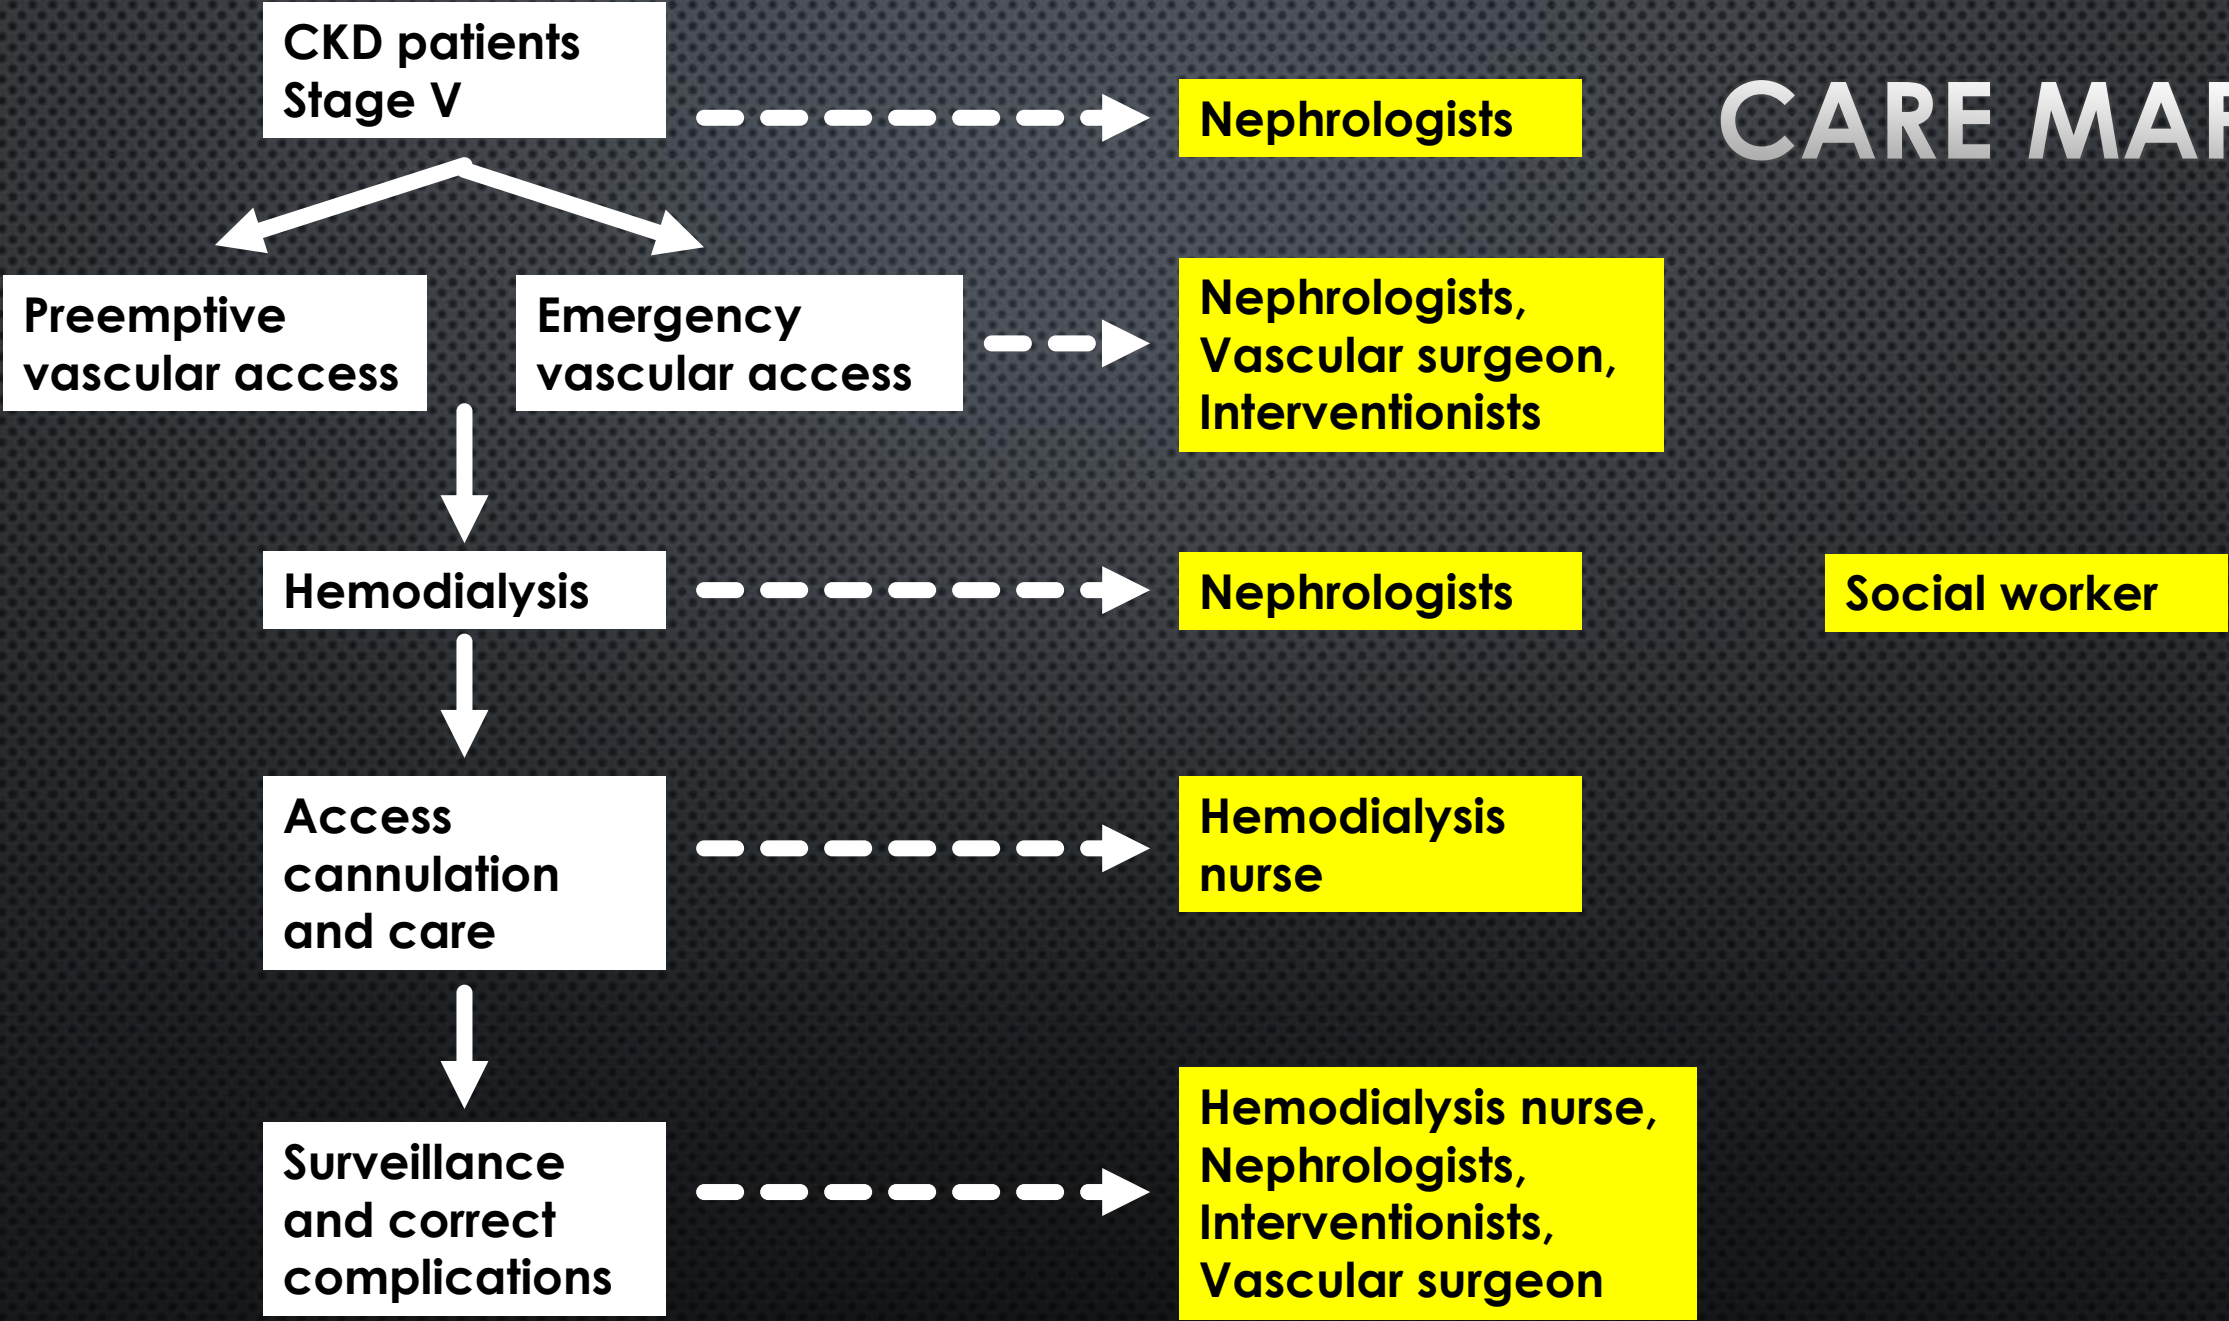 CKD patients
Stage V
Nephrologists
CARE MAP
Preemptive
vascular access
Emergency
vascular access
Nephrologists,
Vascular surgeon,
Interventionists
Hemodialysis
Nephrologists
Social worker
Access
cannulation
and care
Hemodialysis
nurse
Surveillance
and correct
complications
Hemodialysis nurse,
Nephrologists,
Interventionists,
Vascular surgeon